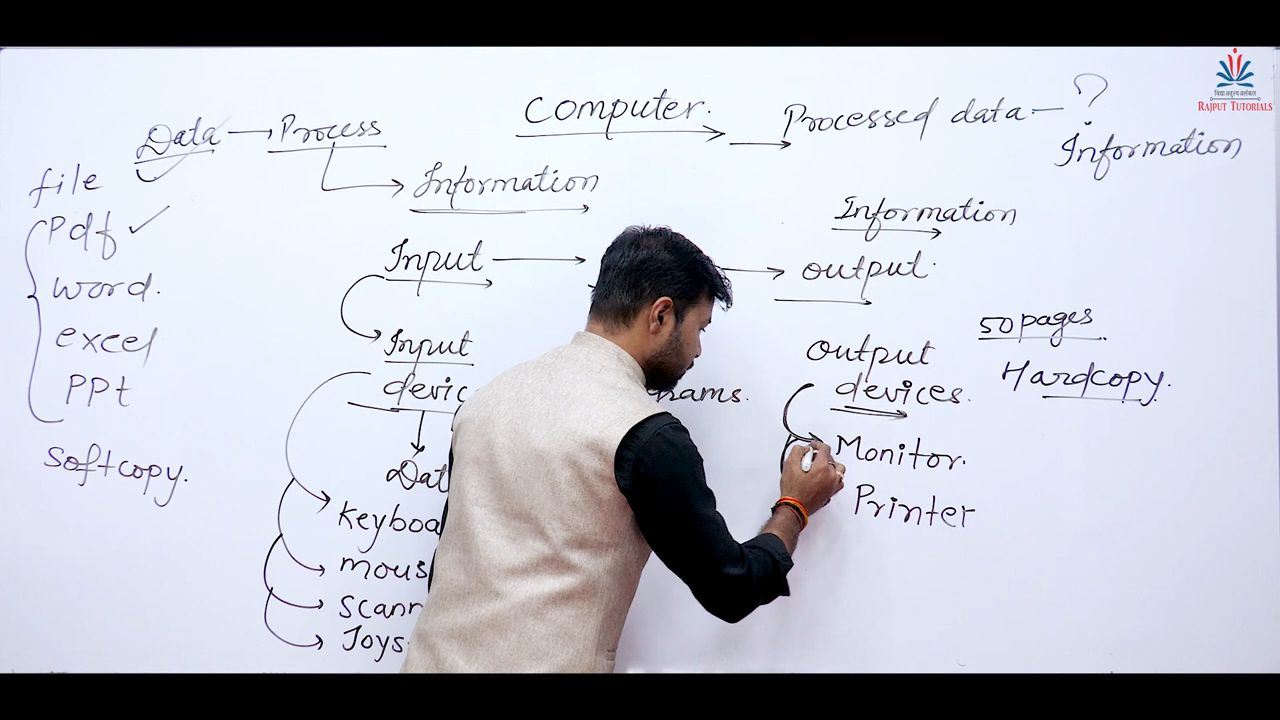 Computer.
Data → Process
→ Processed data — ?
Information
→ Information
file
Pdf ✓
word.
excel
PPt
softcopy.
Input →
Input
Keyboa
mous
Scann
Joys
Information
→ output.
output
devices.
Monitor.
Printer
50 pages
Hardcopy.
RAJPUT TUTORIALS